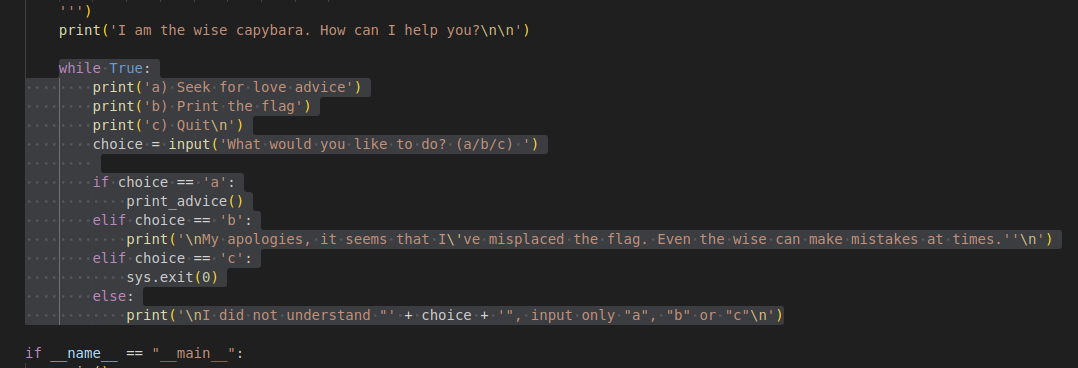 ''')
print('I am the wise capybara. How can I help you?\n\n')
while True:
print('a) Seek for love advice')
print('b) Print the flag')
print('c) Quit\n')
choice = input('What would you like to do? (a/b/c) ')
if choice == 'a':
print_advice()
elif choice == 'b':
print('\nMy apologies, it seems that I\'ve misplaced the flag. Even the wise can make mistakes at times.''\n')
elif choice == 'c':
sys.exit(0)
else:
print('\nI did not understand "' + choice + '", input only "a", "b" or "c"\n')
if __name__ == "__main__":